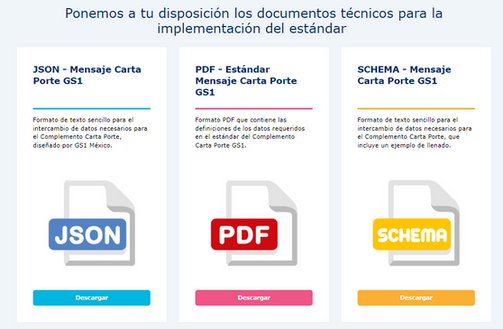 Ponemos a tu disposición los documentos técnicos para la
implementación del estándar
JSON - Mensaje Carta
Porte GS1
Formato de texto sencillo para el
intercambio de datos necesarios para
el Complemento Carta Porte,
diseñado por GS1 México.
JSON
Descargar
PDF - Estándar
Mensaje Carta Porte
GS1
Formato PDF que contiene las
definiciones de los datos requeridos
en el estándar del Complemento
Carta Porte GS1.
PDF
Descargar
SCHEMA - Mensaje
Carta Porte GS1
Formato de texto sencillo para el
intercambio de datos necesarios para
el Complemento Carta Porte, que
incluye un ejemplo de llenado.
SCHEMA
Descargar